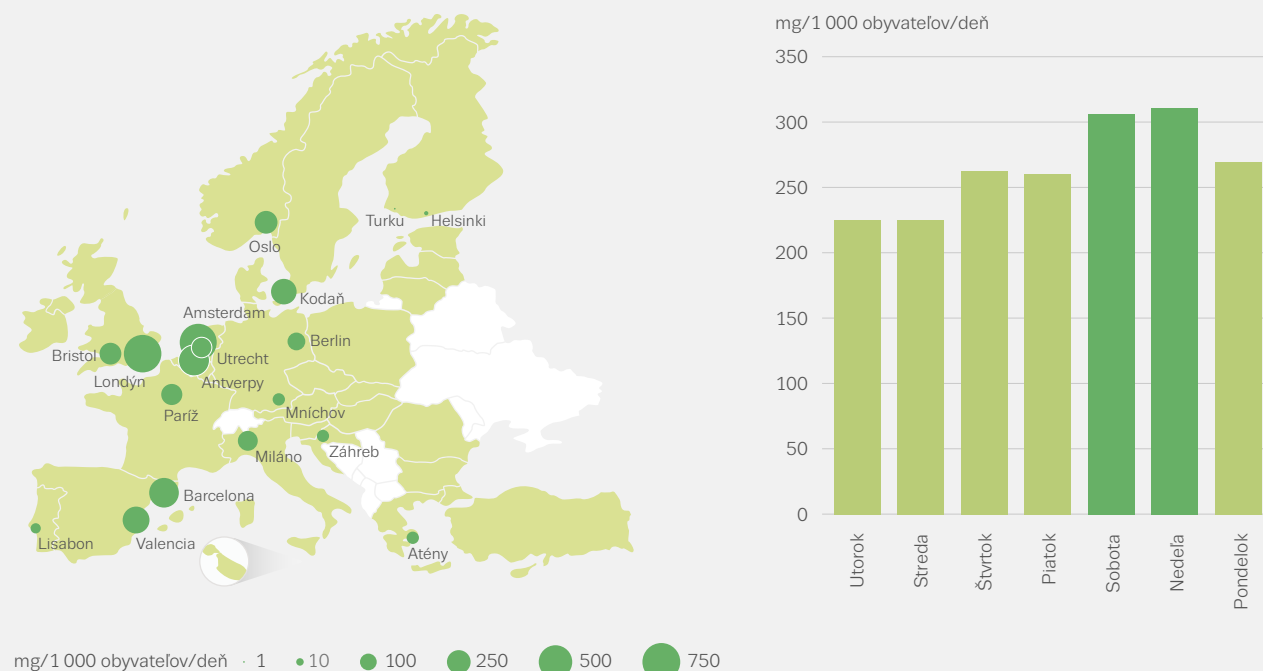 mg/1 000 obyvateľov/deň
350
300
250
200
150
100
50
0
Utorok
Streda
Štvrtok
Piatok
Sobota
Nedeľa
Pondelok
Turku
Helsinki
Oslo
Kodaň
Amsterdam
Berlin
Bristol
Utrecht
Londýn
Antverpy
Paríž
Mníchov
Miláno
Záhreb
Barcelona
Lisabon
Valencia
Atény
mg/1 000 obyvateľov/deň 1 10 100 250 500 750